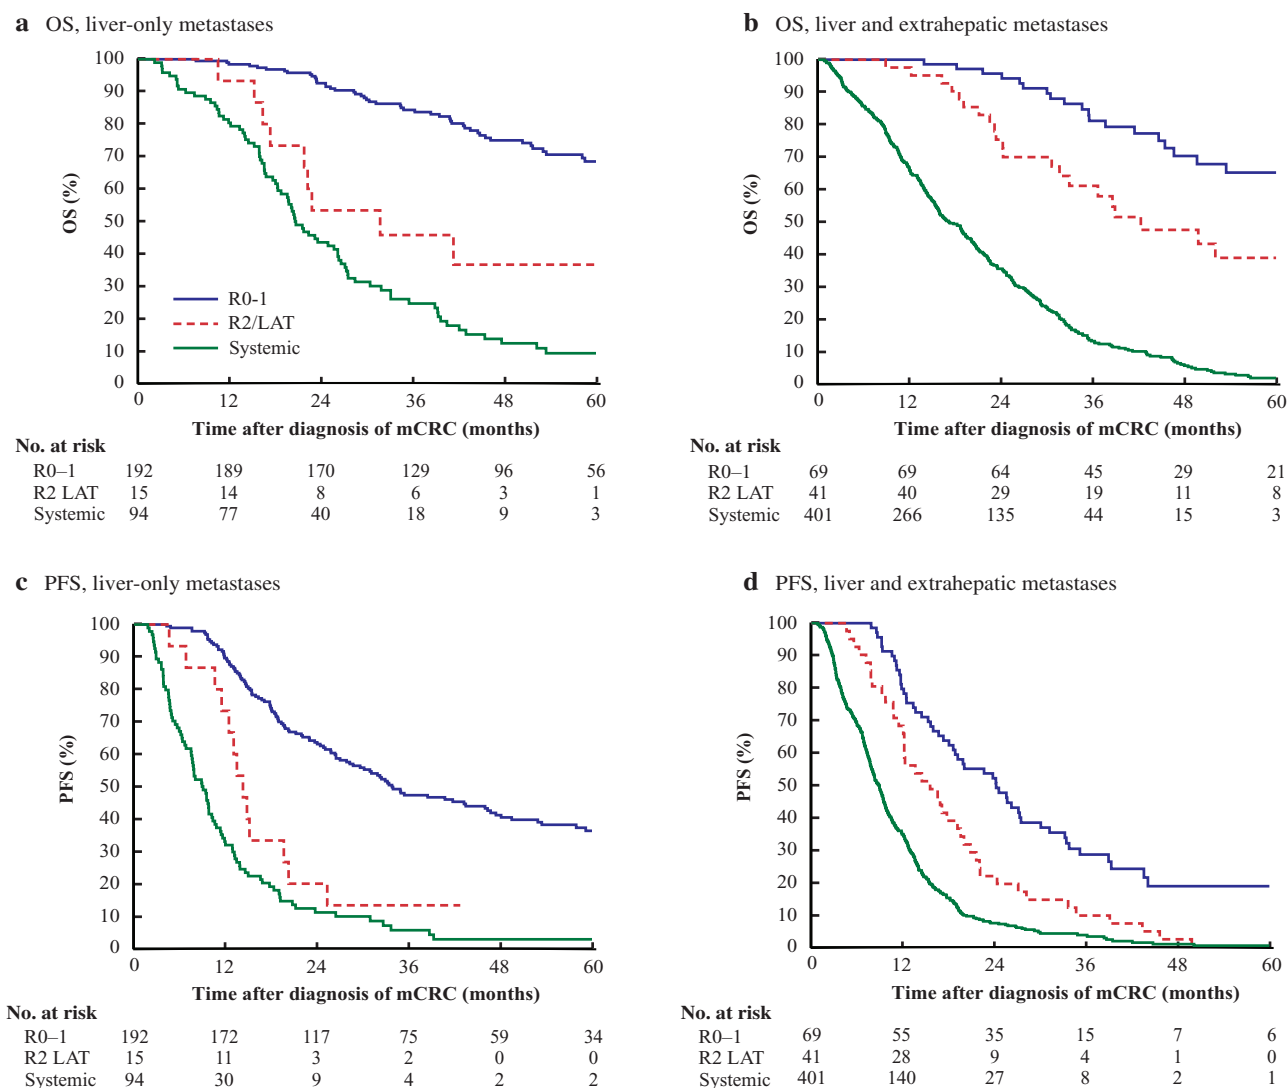 a OS, liver-only metastases
100
90
80
70
60
50
40
30
20
10
0
OS (%)
R0-1
R2/LAT
Systemic
0 12 24 36 48 60
Time after diagnosis of mCRC (months)
No. at risk
R0–1 192 189 170 129 96 56
R2 LAT 15 14 8 6 3 1
Systemic 94 77 40 18 9 3
b OS, liver and extrahepatic metastases
100
90
80
70
60
50
40
30
20
10
0
OS (%)
0 12 24 36 48 60
Time after diagnosis of mCRC (months)
No. at risk
R0–1 69 69 64 45 29 21
R2 LAT 41 40 29 19 11 8
Systemic 401 266 135 44 15 3
c PFS, liver-only metastases
100
90
80
70
60
50
40
30
20
10
0
PFS (%)
0 12 24 36 48 60
Time after diagnosis of mCRC (months)
No. at risk
R0–1 192 172 117 75 59 34
R2 LAT 15 11 3 2 0 0
Systemic 94 30 9 4 2 2
d PFS, liver and extrahepatic metastases
100
90
80
70
60
50
40
30
20
10
0
PFS (%)
0 12 24 36 48 60
Time after diagnosis of mCRC (months)
No. at risk
R0–1 69 55 35 15 7 6
R2 LAT 41 28 9 4 1 0
Systemic 401 140 27 8 2 1